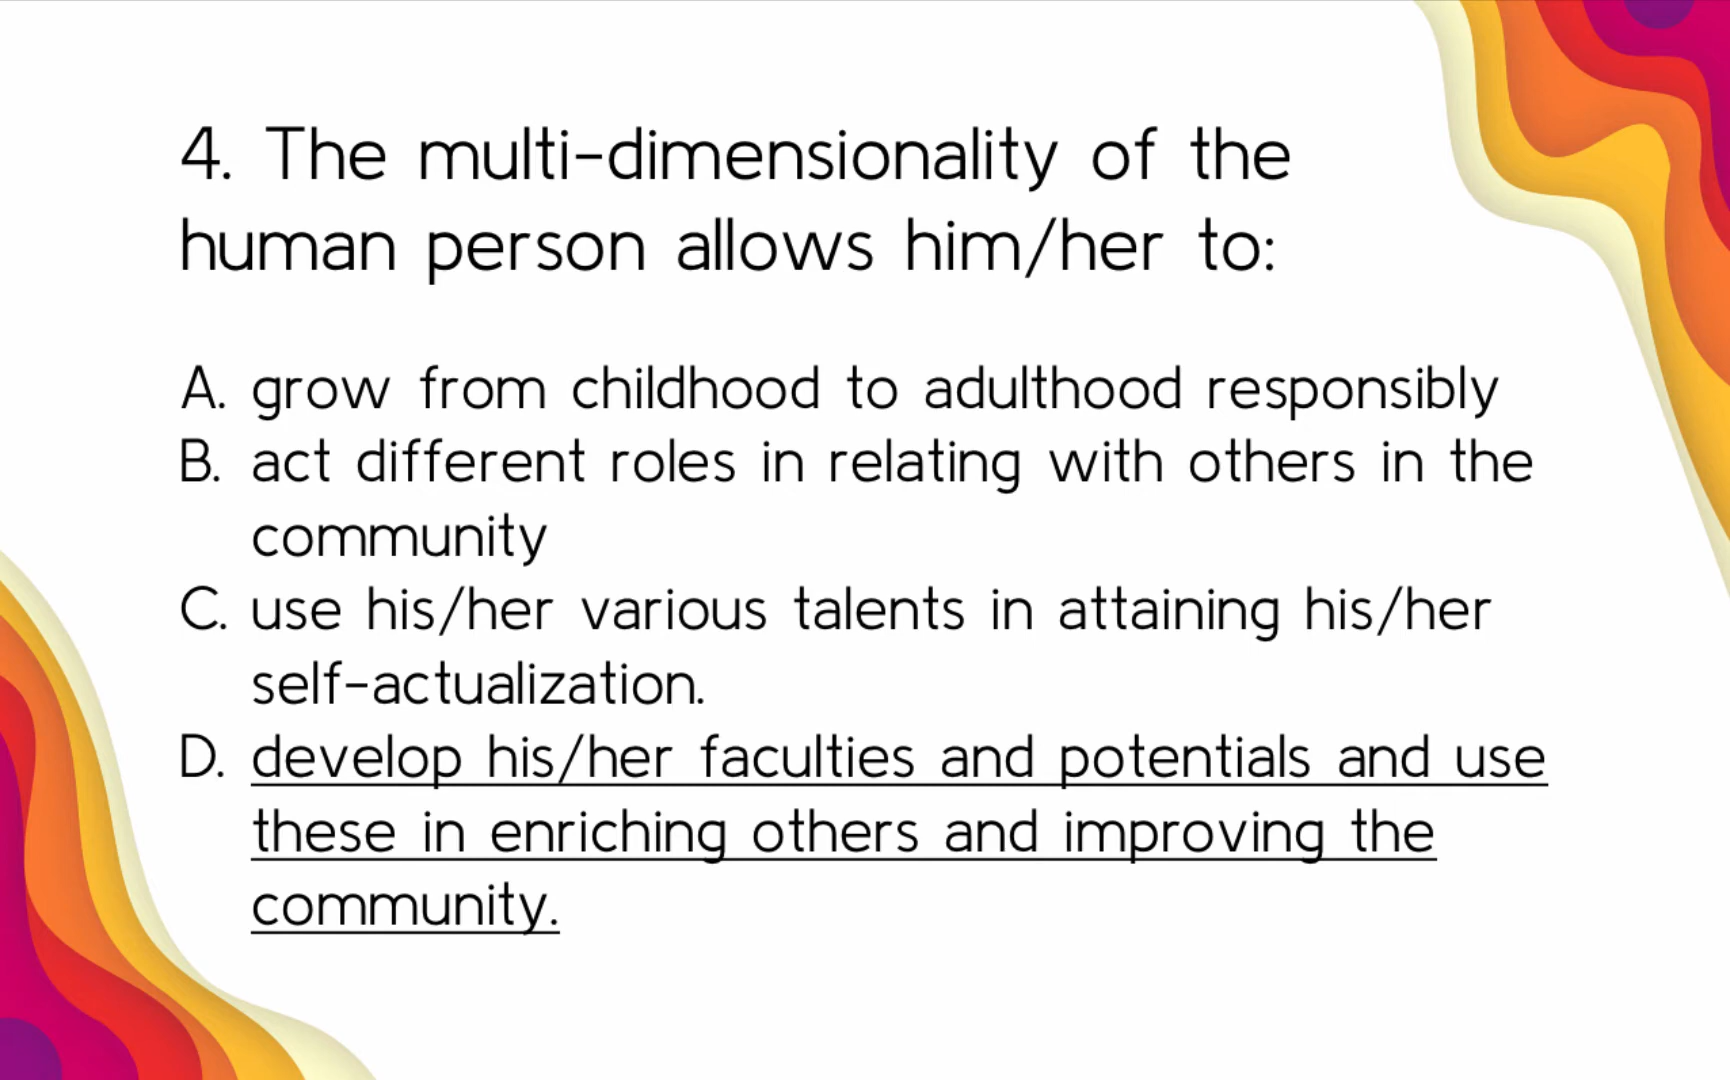 4. The multi-dimensionality of the
human person allows him/her to:
A. grow from childhood to adulthood responsibly
B. act different roles in relating with others in the
community
C. use his/her various talents in attaining his/her
self-actualization.
D. develop his/her faculties and potentials and use
these in enriching others and improving the
community.